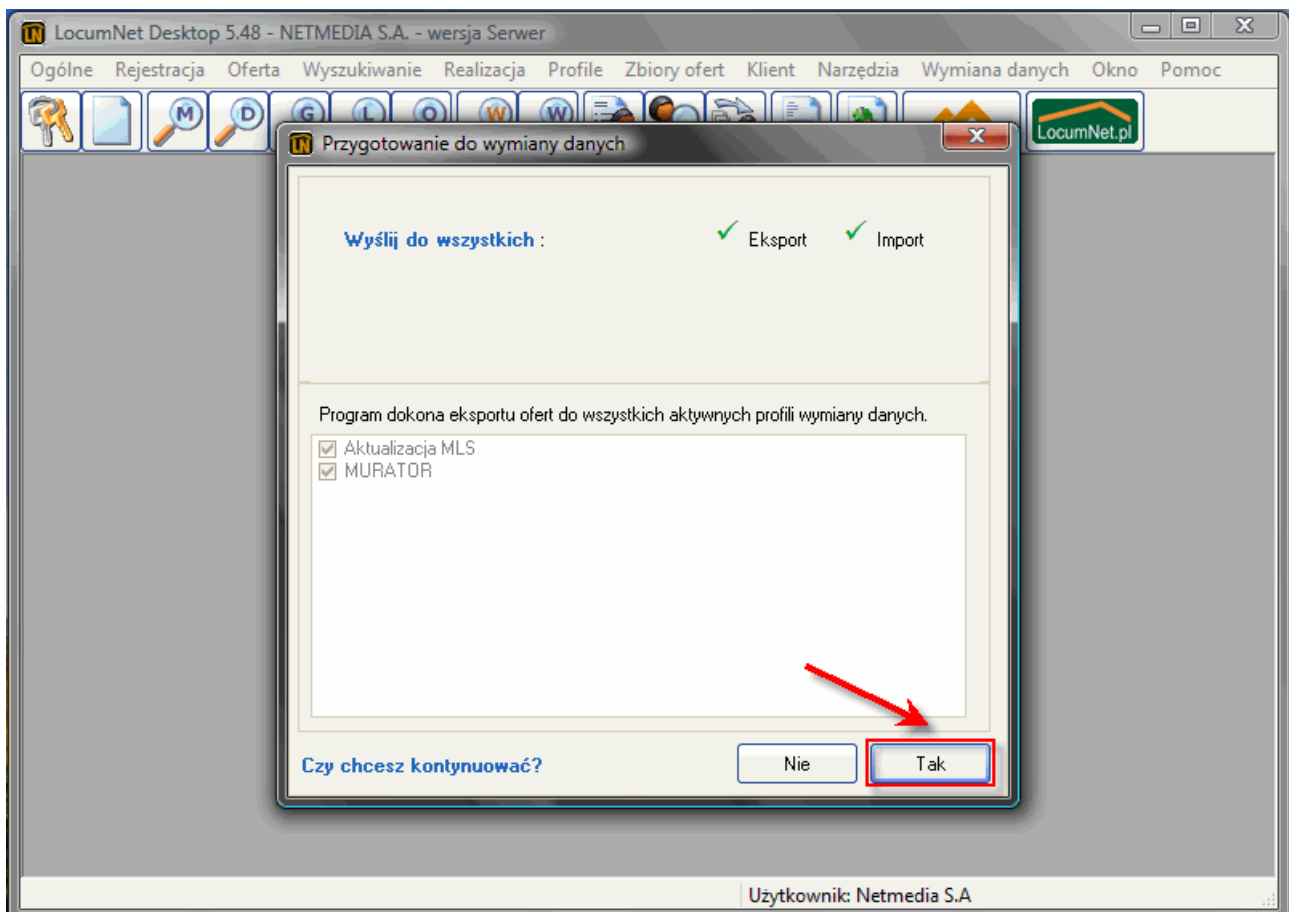 LocumNet Desktop 5.48 - NETMEDIA S.A. - wersja Serwer
Ogólne Rejestracja Oferta Wyszukiwanie Realizacja Profile Zbiory ofert Klient Narzędzia Wymiana danych Okno Pomoc
M D G L O W W LocumNet.pl
Przygotowanie do wymiany danych
Wyślij do wszystkich : Eksport Import
Program dokona eksportu ofert do wszystkich aktywnych profili wymiany danych.
Aktualizacja MLS
MURATOR
Czy chcesz kontynuować? Nie Tak
Użytkownik: Netmedia S.A